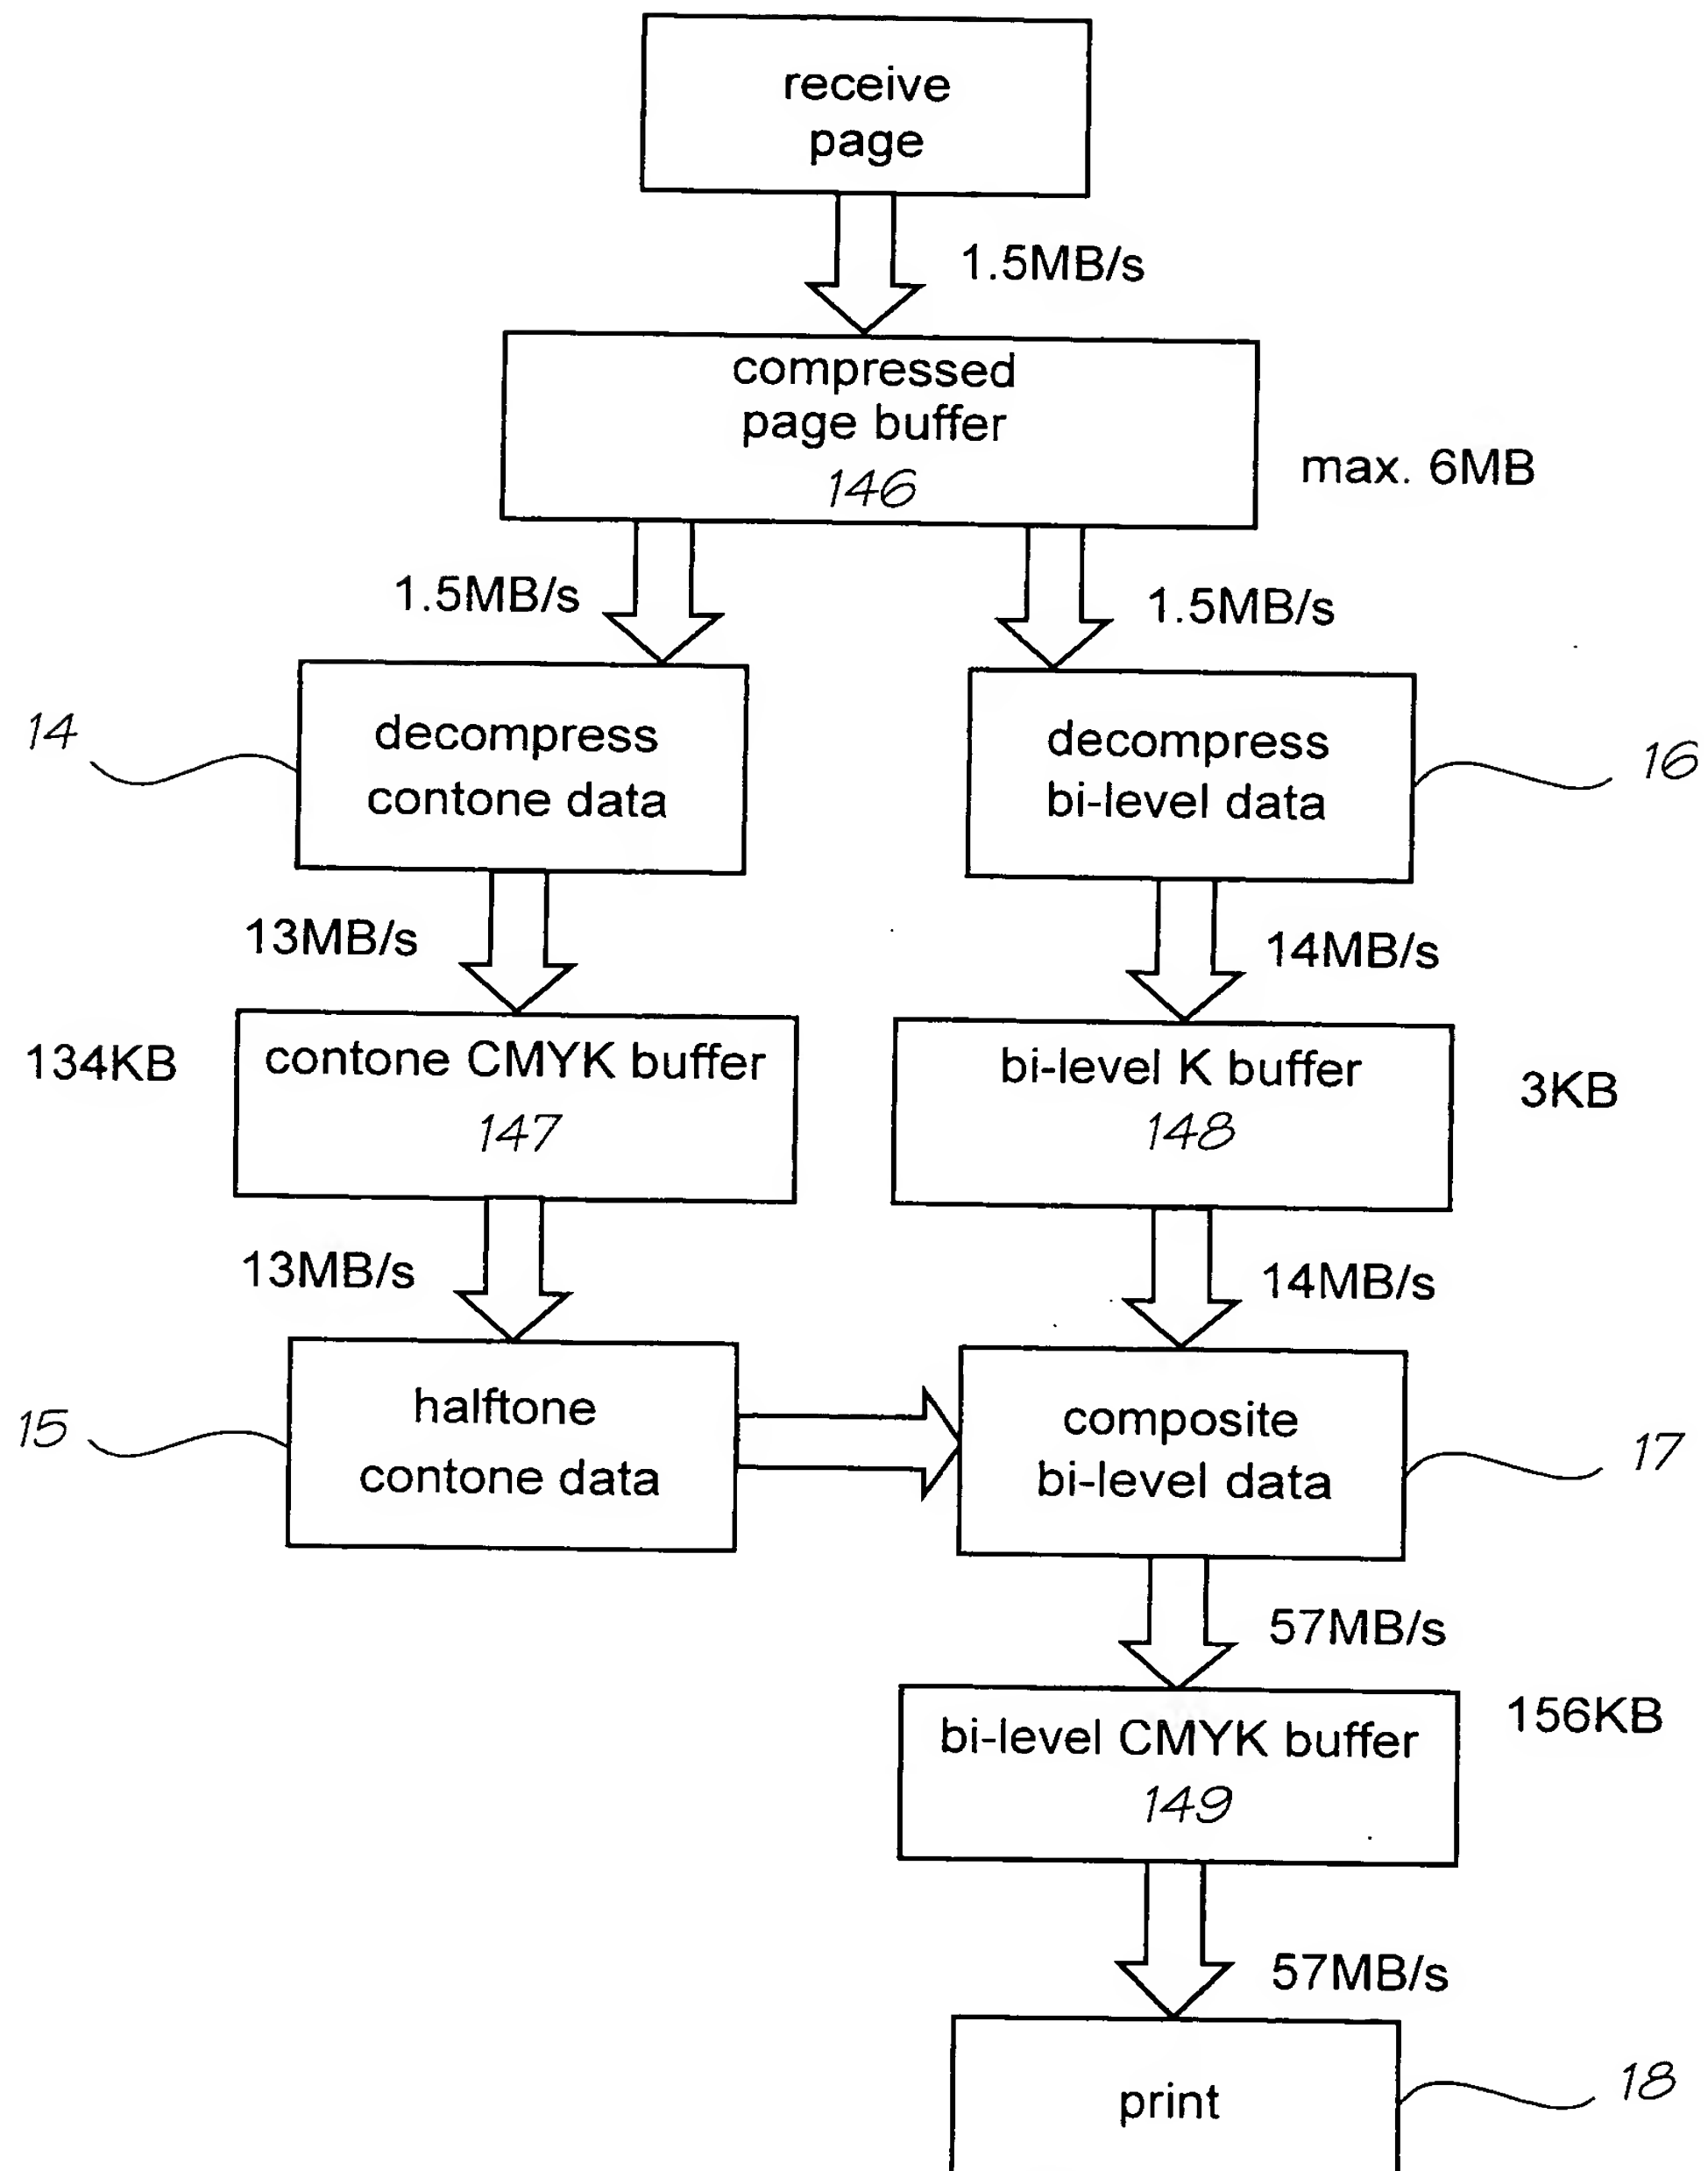 receive
page
1.5MB/s
compressed
page buffer
146
max. 6MB
1.5MB/s
1.5MB/s
14
decompress
contone data
decompress
bi-level data
16
13MB/s
14MB/s
134KB
contone CMYK buffer
147
bi-level K buffer
148
3KB
13MB/s
14MB/s
15
halftone
contone data
composite
bi-level data
17
57MB/s
bi-level CMYK buffer
149
156KB
57MB/s
print
18